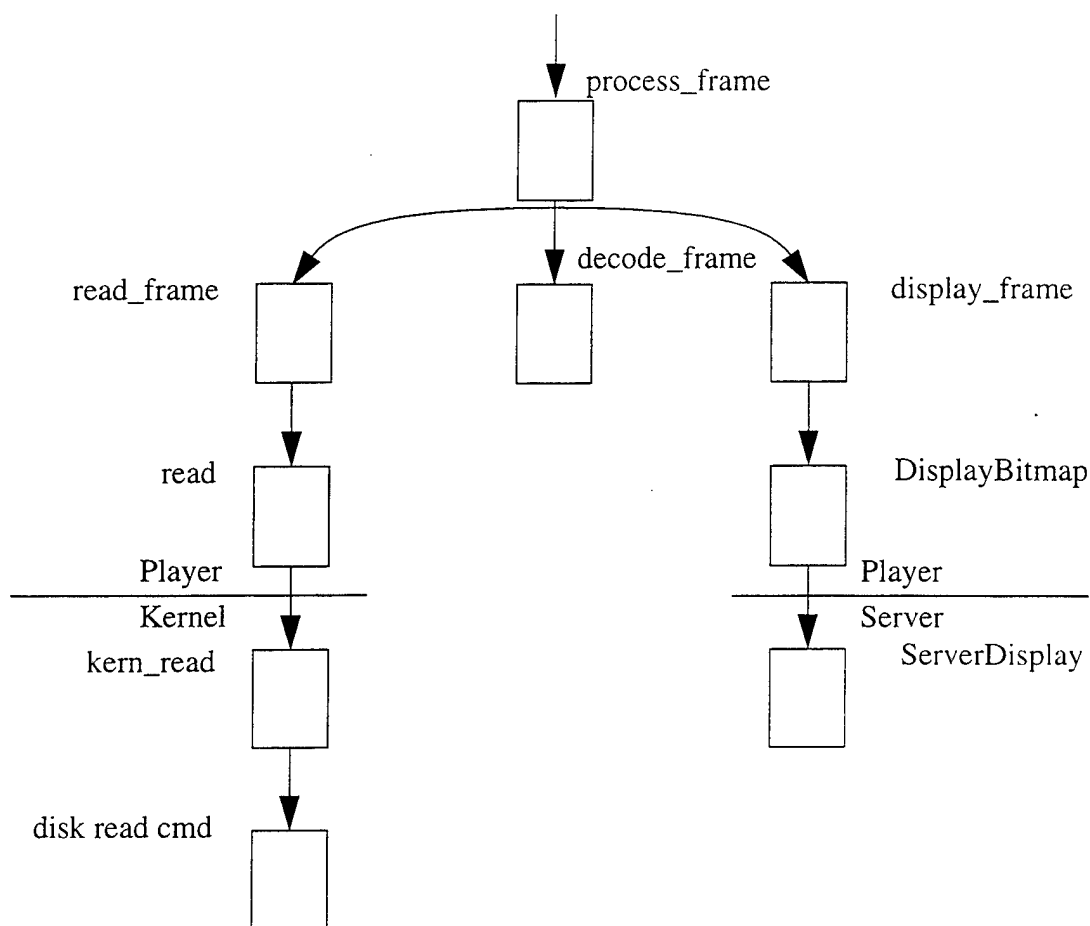 process_frame
decode_frame
read_frame
display_frame
read
DisplayBitmap
Player
Player
Kernel
Server
kern_read
ServerDisplay
disk read cmd